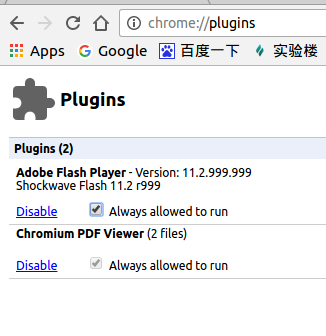 chrome://plugins
Apps Google 百度一下 实验楼
Plugins
Plugins (2)
Adobe Flash Player - Version: 11.2.999.999
Shockwave Flash 11.2 r999
Disable Always allowed to run
Chromium PDF Viewer (2 files)
Disable Always allowed to run